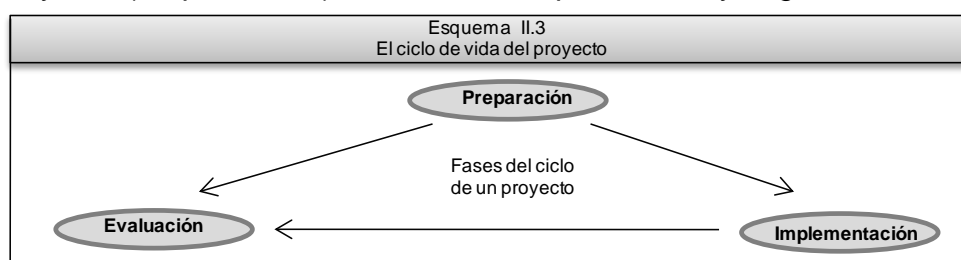 Esquema II.3
El ciclo de vida del proyecto
Preparación
Fases del ciclo
de un proyecto
Evaluación
Implementación